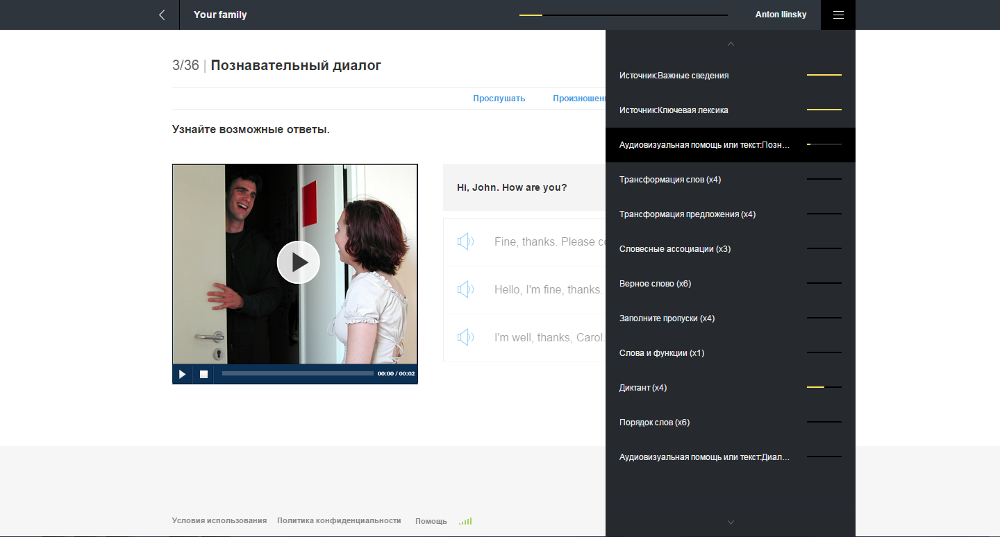 Your family
Anton Ilinsky
3/36 | Познавательный диалог
Прослушать
Узнайте возможные ответы.
Hi, John. How are you?
Fine, thanks. Please
Hello, I'm fine, thanks.
I'm well, thanks, Carol.
00:00 / 00:02
Источник:Важные сведения
Источник:Ключевая лексика
Аудиовизуальная помощь или текст:Позн...
Трансформация слов (x4)
Трансформация предложения (x4)
Словесные ассоциации (x3)
Верное слово (x6)
Заполните пропуски (x4)
Слова и функции (x1)
Диктант (x4)
Порядок слов (x6)
Аудиовизуальная помощь или текст:Диал...
Условия использования Политика конфиденциальности Помощь